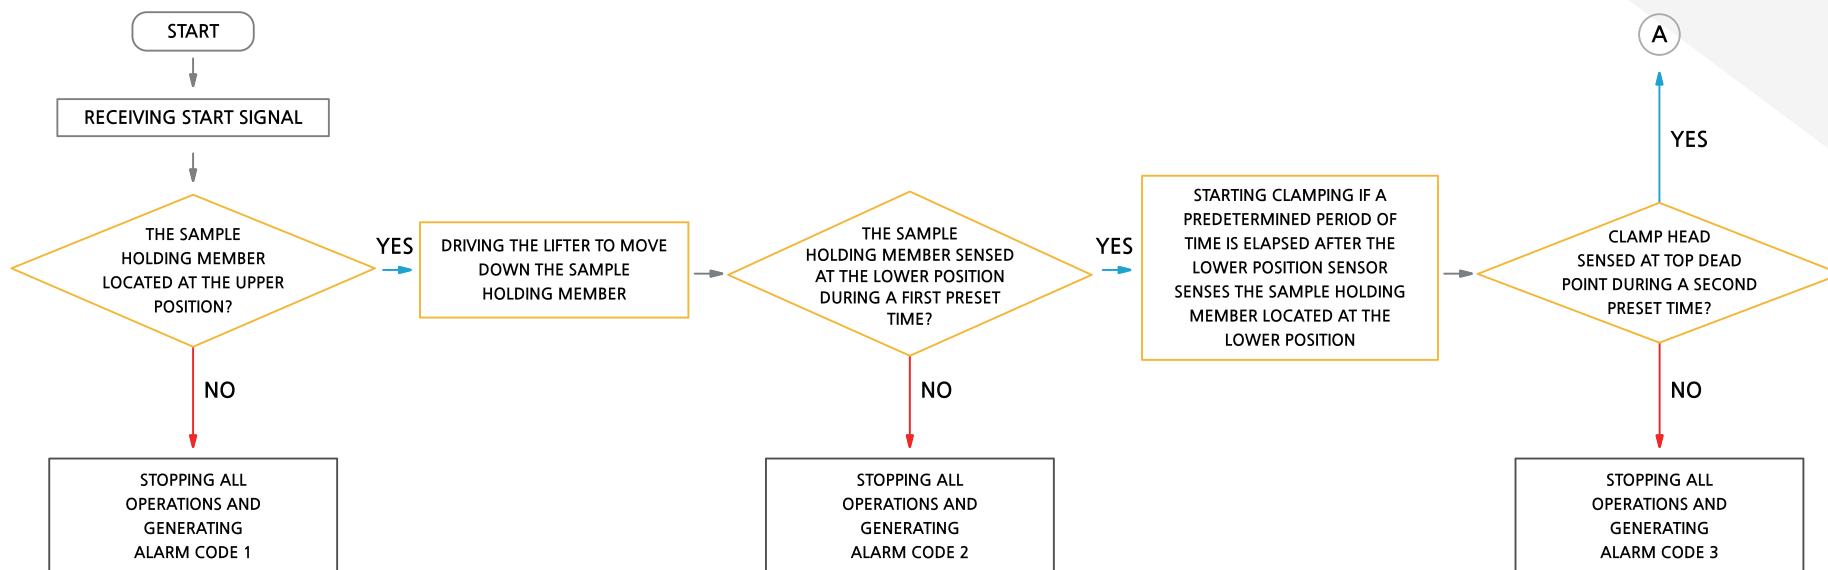 START
RECEIVING START SIGNAL
THE SAMPLE
HOLDING MEMBER
LOCATED AT THE UPPER
POSITION?
YES
NO
STOPPING ALL
OPERATIONS AND
GENERATING
ALARM CODE 1
DRIVING THE LIFTER TO MOVE
DOWN THE SAMPLE
HOLDING MEMBER
THE SAMPLE
HOLDING MEMBER SENSED
AT THE LOWER POSITION
DURING A FIRST PRESET
TIME?
YES
NO
STOPPING ALL
OPERATIONS AND
GENERATING
ALARM CODE 2
STARTING CLAMPING IF A
PREDETERMINED PERIOD OF
TIME IS ELAPSED AFTER THE
LOWER POSITION SENSOR
SENSES THE SAMPLE HOLDING
MEMBER LOCATED AT THE
LOWER POSITION
CLAMP HEAD
SENSED AT TOP DEAD
POINT DURING A SECOND
PRESET TIME?
YES
A
NO
STOPPING ALL
OPERATIONS AND
GENERATING
ALARM CODE 3